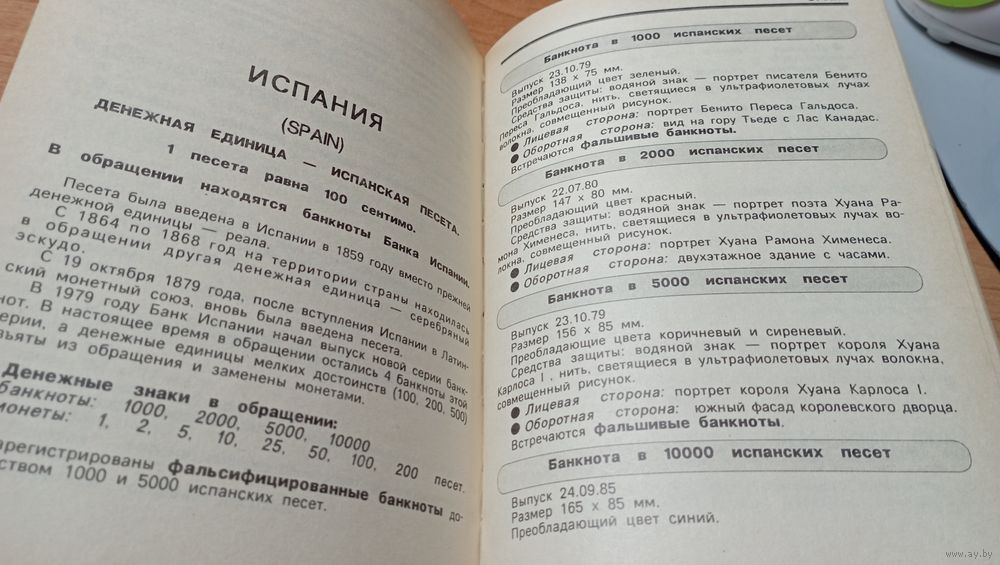 ИСПАНИЯ
(SPAIN)
ДЕНЕЖНАЯ ЕДИНИЦА — ИСПАНСКАЯ ПЕСЕТА.
1 песета равна 100 сентимо.
В обращении находятся банкноты Банка Испании.
Песета была введена в Испании в 1859 году вместо прежней
денежной единицы — реала.
С 1864 по 1868 год на территории страны находилась
в обращении другая денежная единица — серебряный
эскудо.
С 19 октября 1879 года, после вступления Испании в Латин-
ский монетный союз, вновь была введена песета.
В 1979 году Банк Испании начал выпуск новой серии банк-
нот. В настоящее время в обращении остались 4 банкноты этой
ерии, а денежные единицы мелких достоинств (100, 200, 500)
зъяты из обращения и заменены монетами.
Денежные знаки в обращении:
банкноты: 1000, 2000, 5000, 10000
монеты: 1, 2, 5, 10, 25, 50, 100, 200 песет.
арегистрированы фальсифицированные банкноты до-
ством 1000 и 5000 испанских песет.
Банкнота в 1000 испанских песет
Выпуск 23.10.79
Размер 138 x 75 мм.
Преобладающий цвет зеленый.
Средства защиты: водяной знак — портрет писателя Бенито
Переса Гальдоса, нить, светящиеся в ультрафиолетовых лучах
волокна, совмещенный рисунок.
● Лицевая сторона: портрет Бенито Переса Гальдоса.
● Оборотная сторона: вид на гору Тьеде с Лас Канадас.
Встречаются фальшивые банкноты.
Банкнота в 2000 испанских песет
Выпуск 22.07.80
Размер 147 x 80 мм.
Преобладающий цвет красный.
Средства защиты: водяной знак — портрет поэта Хуана Ра-
мона Хименеса, нить, светящиеся в ультрафиолетовых лучах во-
локна, совмещенный рисунок.
● Лицевая сторона: портрет Хуана Рамона Хименеса.
● Оборотная сторона: двухэтажное здание с часами.
Банкнота в 5000 испанских песет
Выпуск 23.10.79
Размер 156 x 85 мм.
Преобладающие цвета коричневый и сиреневый.
Средства защиты: водяной знак — портрет короля Хуана
Карлоса I , нить, светящиеся в ультрафиолетовых лучах волокна,
совмещенный рисунок.
● Лицевая сторона: портрет короля Хуана Карлоса I.
● Оборотная сторона: южный фасад королевского дворца.
Встречаются фальшивые банкноты.
Банкнота в 10000 испанских песет
Выпуск 24.09.85
Размер 165 x 85 мм.
Преобладающий цвет синий.
www.ay.by